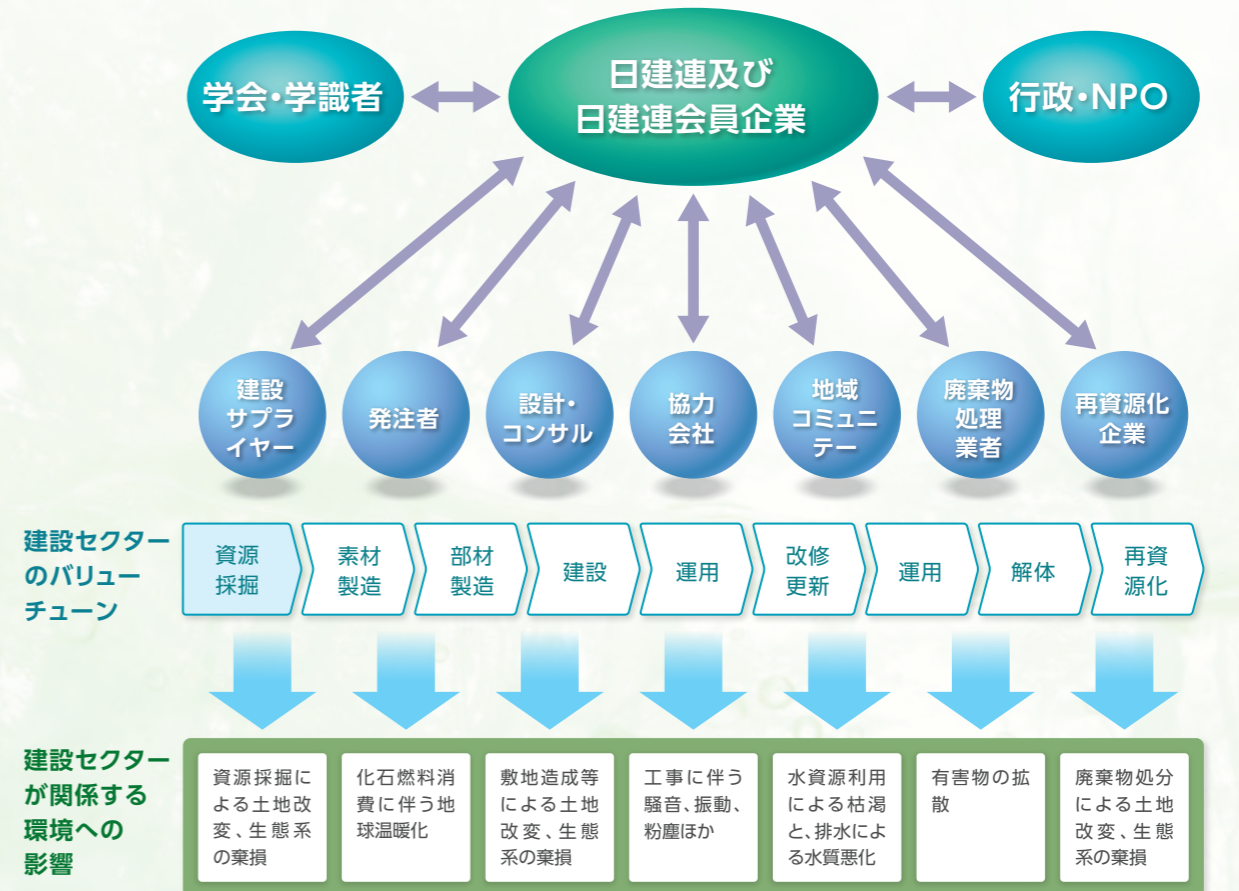 学会・学識者
日建連及び
日建連会員企業
行政・NPO
建設
サプラ
イヤー
発注者
設計・
コンサル
協力
会社
地域
コミュニ
テー
廃棄物
処理
業者
再資源化
企業
建設セクター
のバリュー
チェーン
資源
採掘
素材
製造
部材
製造
建設
運用
改修
更新
運用
解体
再資
源化
建設セクター
が関係する
環境への
影響
資源採掘に
よる土地改
変、生態系
の棄損
化石燃料消
費に伴う地
球温暖化
敷地造成等
による土地
改変、生態
系の棄損
工事に伴う
騒音、振動、
粉塵ほか
水資源利用
による枯渇
と、排水によ
る水質悪化
有害物の拡
散
廃棄物処分
による土地
改変、生態
系の棄損